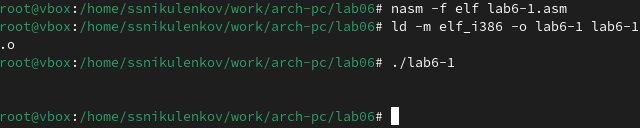 root@vbox:/home/ssnikulenkov/work/arch-pc/lab06# nasm -f elf lab6-1.asm
root@vbox:/home/ssnikulenkov/work/arch-pc/lab06# ld -m elf_i386 -o lab6-1 lab6-1
.o
root@vbox:/home/ssnikulenkov/work/arch-pc/lab06# ./lab6-1
root@vbox:/home/ssnikulenkov/work/arch-pc/lab06#